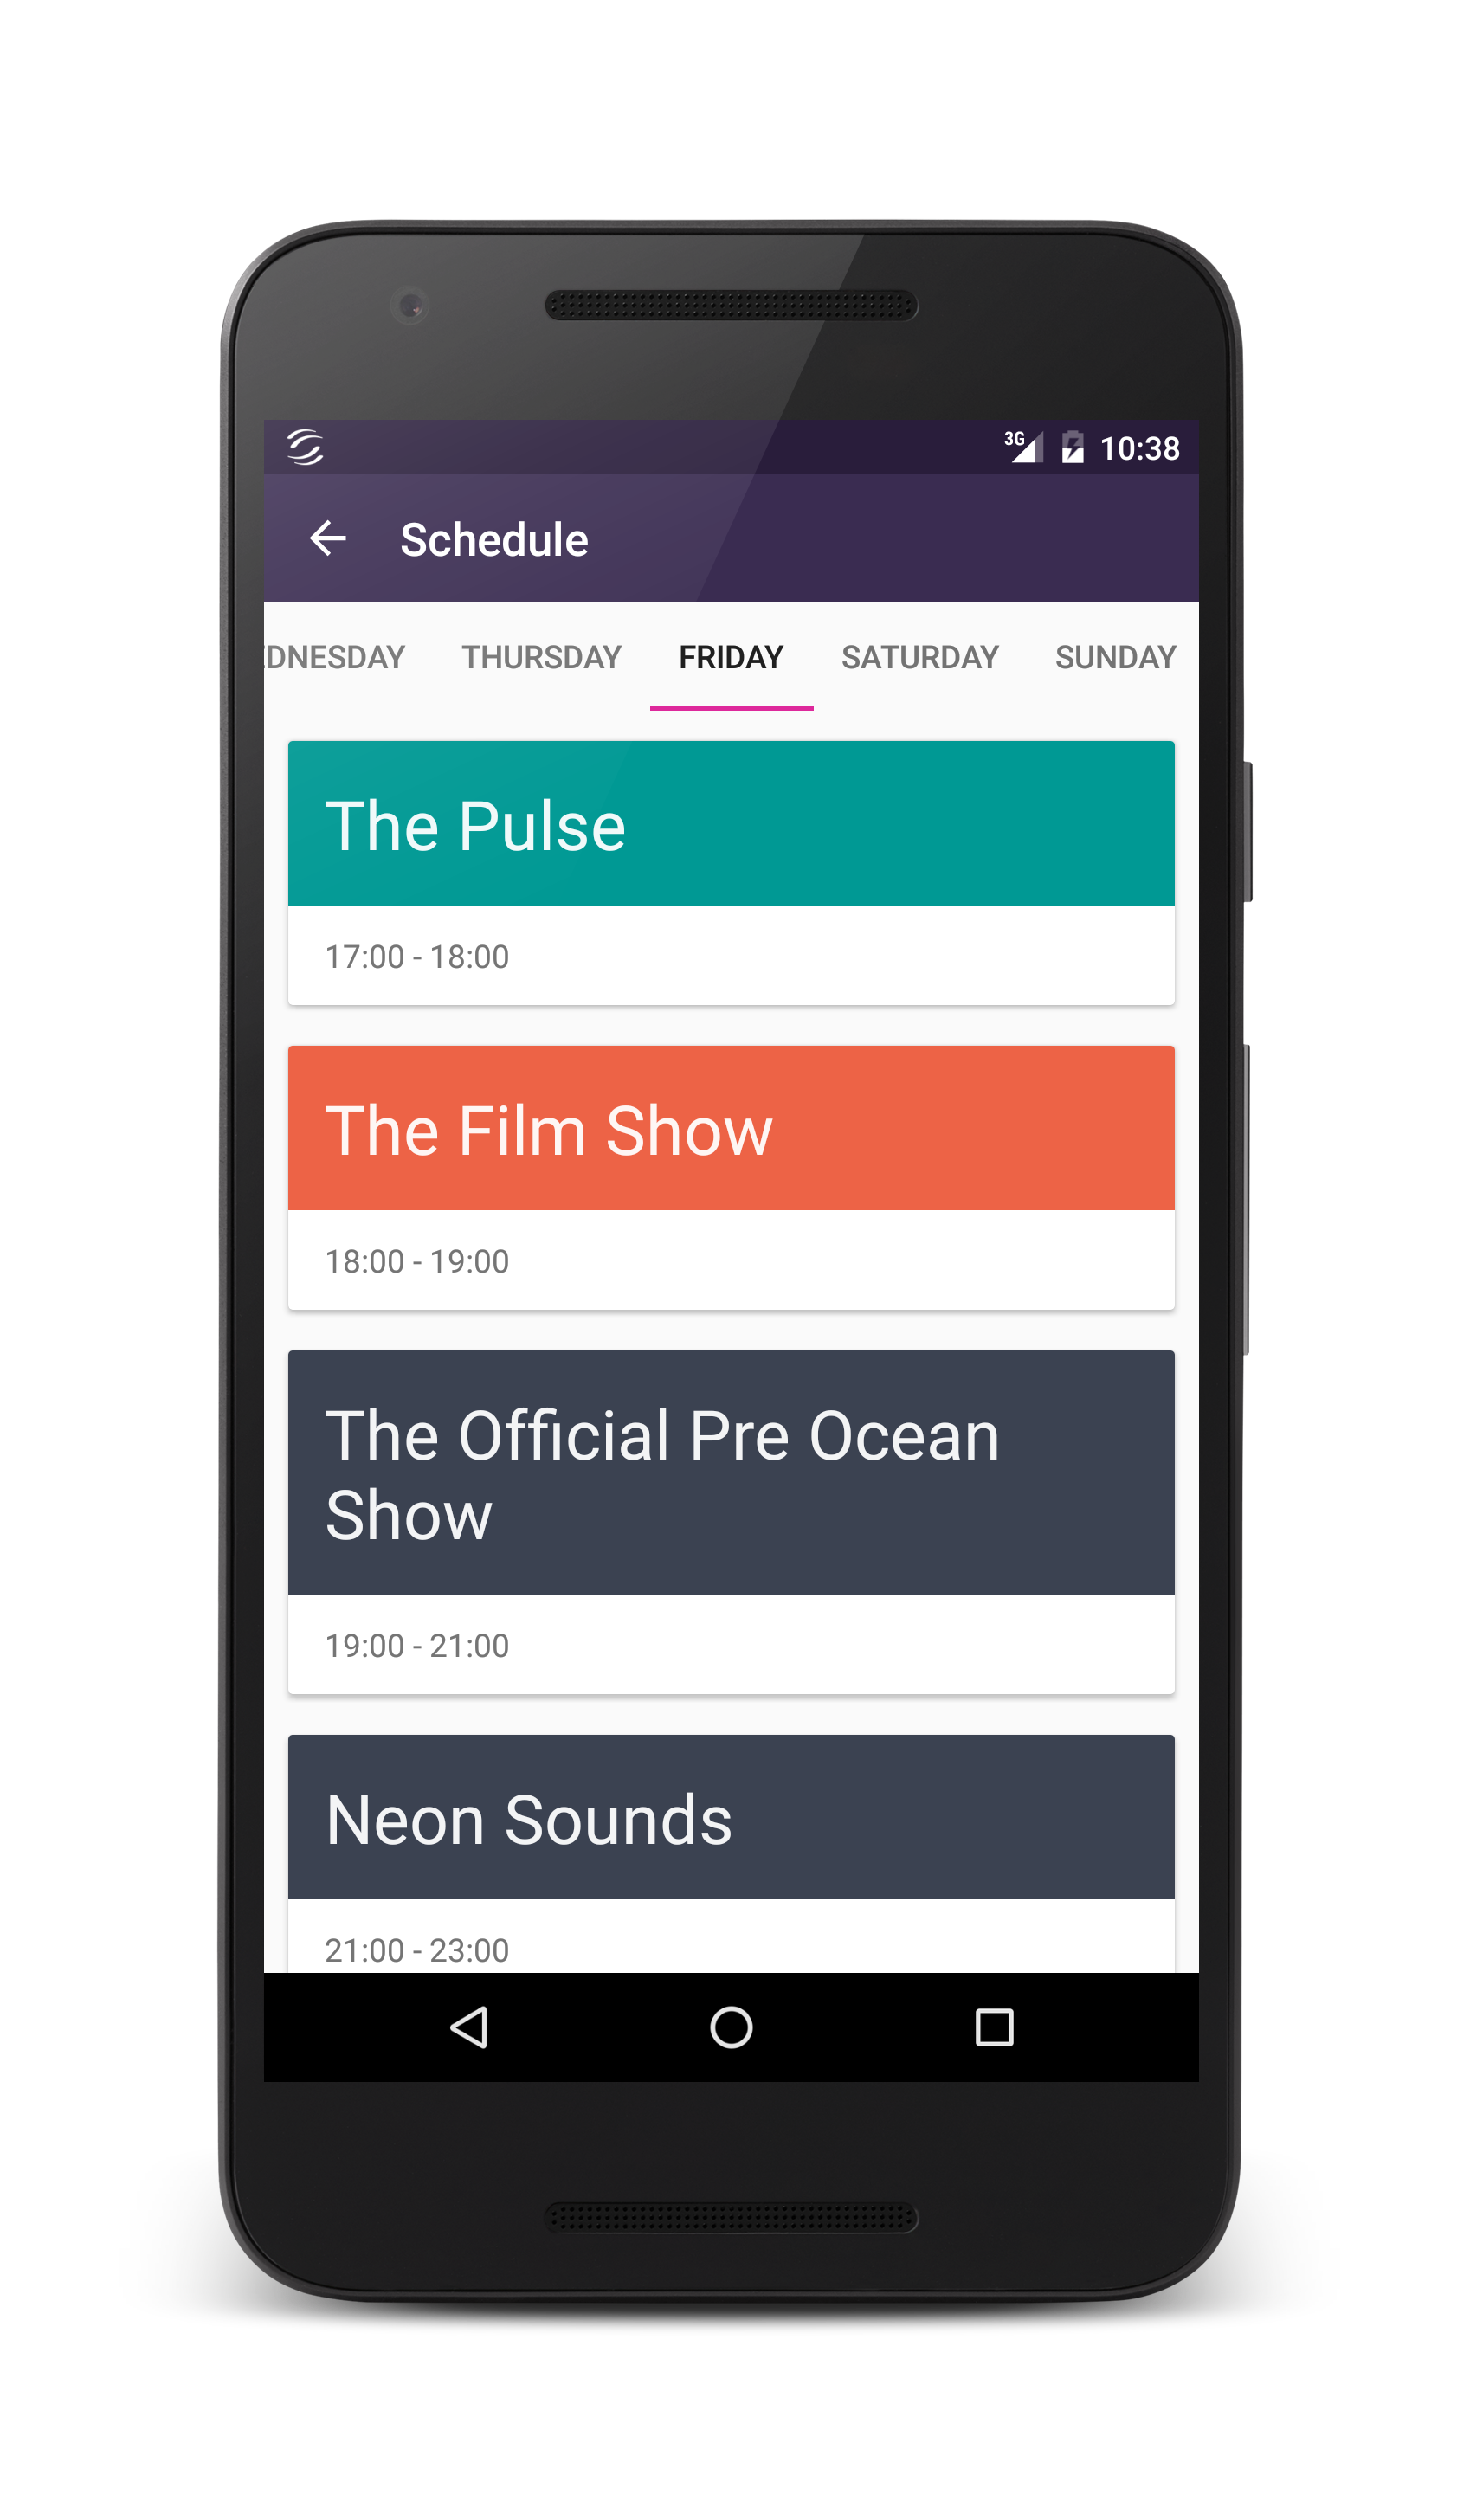 3G 10:38
Schedule
DNESDAY THURSDAY FRIDAY SATURDAY SUNDAY
The Pulse
17:00 - 18:00
The Film Show
18:00 - 19:00
The Official Pre Ocean
Show
19:00 - 21:00
Neon Sounds
21:00 - 23:00